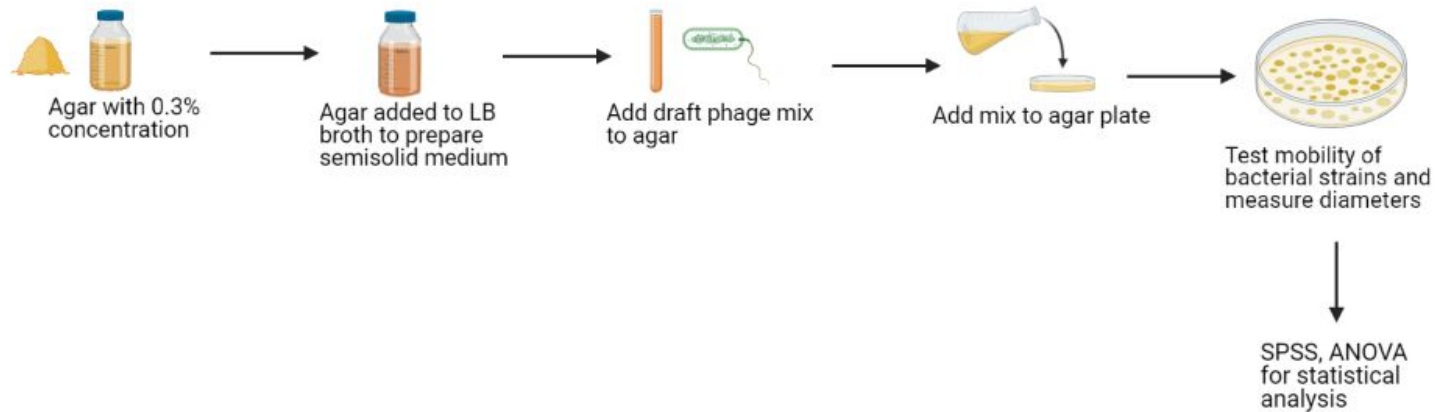 Agar with 0.3%
concentration
Agar added to LB
broth to prepare
semisolid medium
Add draft phage mix
to agar
Add mix to agar plate
Test mobility of
bacterial strains and
measure diameters
SPSS, ANOVA
for statistical
analysis